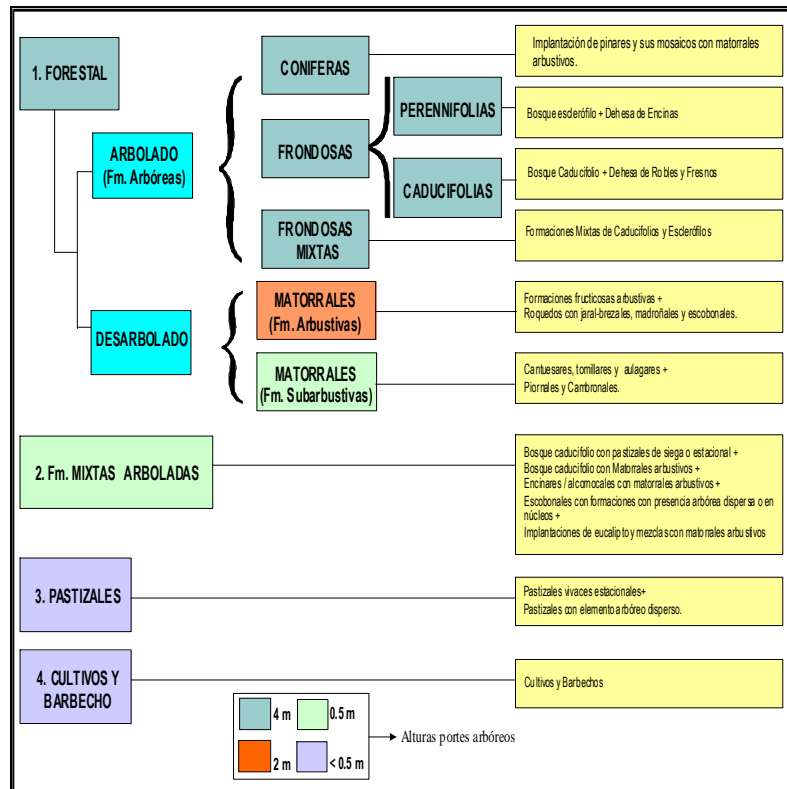 1. FORESTAL
ARBOLADO
(Fm. Arbóreas)
CONIFERAS
Implantación de pinares y sus mosaicos con matorrales
arbustivos.
FRONDOSAS
PERENNIFOLIAS
Bosque esclerófilo + Dehesa de Encinas
CADUCIFOLIAS
Bosque Caducifolio + Dehesa de Robles y Fresnos
FRONDOSAS
MIXTAS
Formaciones Mixtas de Caducifolios y Esclerófilos
DESARBOLADO
MATORRALES
(Fm. Arbustivas)
Formaciones fructicosas arbustivas +
Roquedos con jaral-brezales, madroñales y escobonales.
MATORRALES
(Fm. Subarbustivas)
Cantuesares, tomillares y aulagares +
Piornales y Cambronales.
2. Fm. MIXTAS ARBOLADAS
Bosque caducifolio con pastizales de siega o estacional +
Bosque caducifolio con Matorrales arbustivos +
Encinares / alcornocales con matorrales arbustivos +
Escobonales con formaciones con presencia arbórea dispersa o en
núcleos +
Implantaciones de eucalipto y mezclas con matorrales arbustivos
3. PASTIZALES
Pastizales vivaces estacionales+
Pastizales con elemento arbóreo disperso.
4. CULTIVOS Y
BARBECHO
Cultivos y Barbechos
4 m
0.5 m
2 m
< 0.5 m
Alturas portes arbóreos